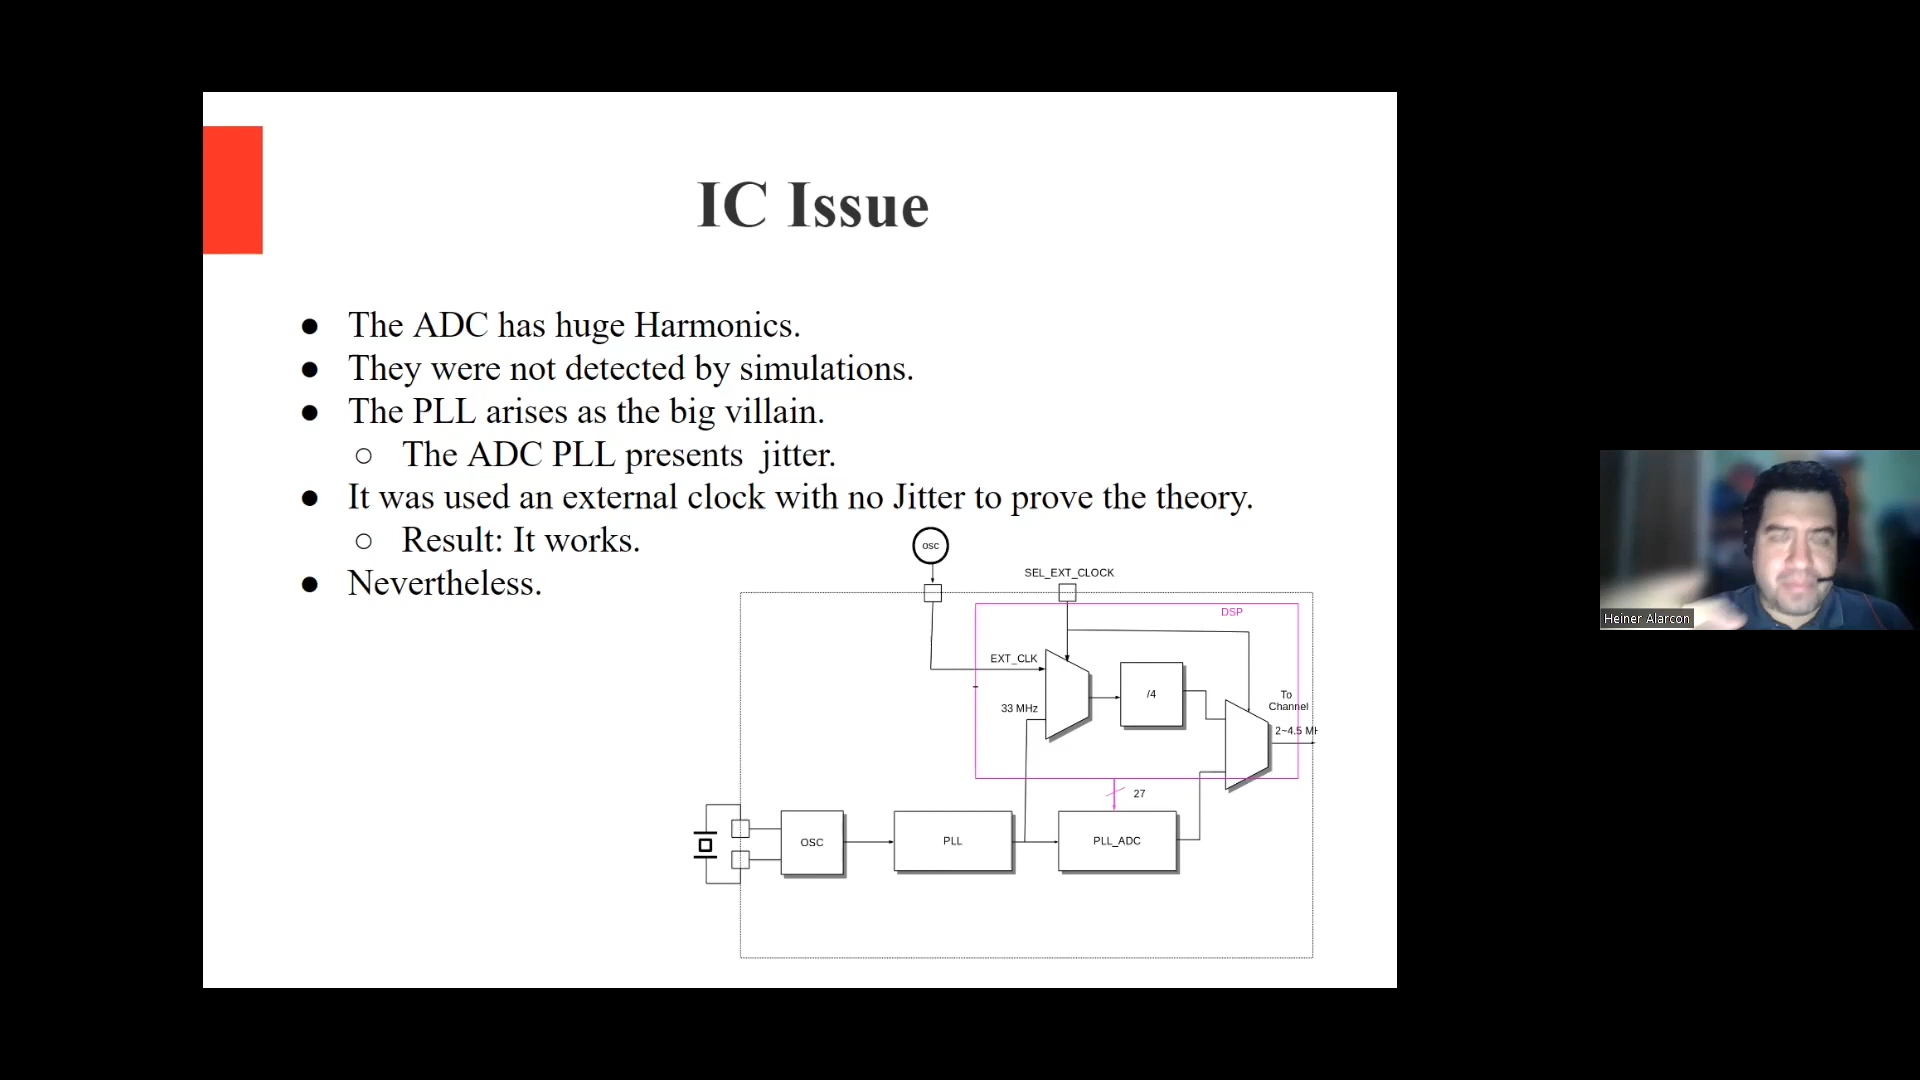 IC Issue
● The ADC has huge Harmonics.
● They were not detected by simulations.
● The PLL arises as the big villain.
○ The ADC PLL presents jitter.
● It was used an external clock with no Jitter to prove the theory.
○ Result: It works.
● Nevertheless.
osc
SEL_EXT_CLOCK
DSP
EXT_CLK
/4
33 MHz
To
Channel
2~4.5 MH
27
OSC
PLL
PLL_ADC
Heiner Alarcon